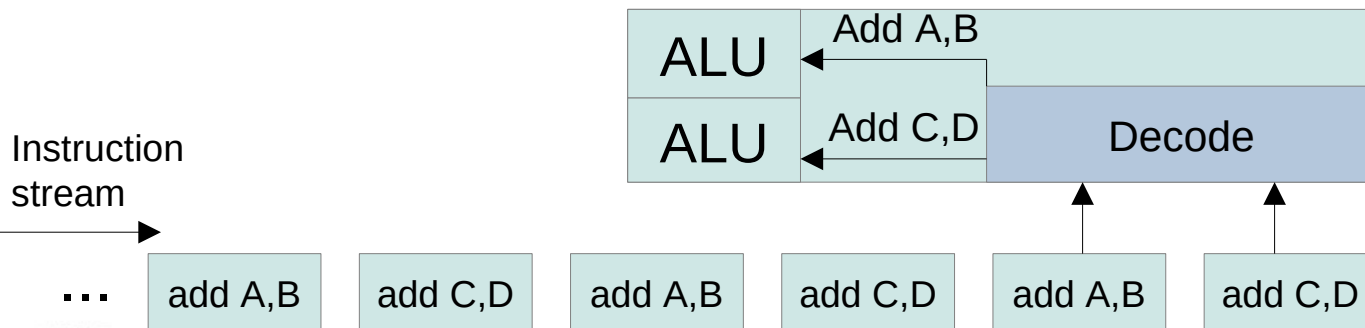 ALU
Add A,B
ALU
Add C,D
Decode
Instruction
stream
...
add A,B
add C,D
add A,B
add C,D
add A,B
add C,D